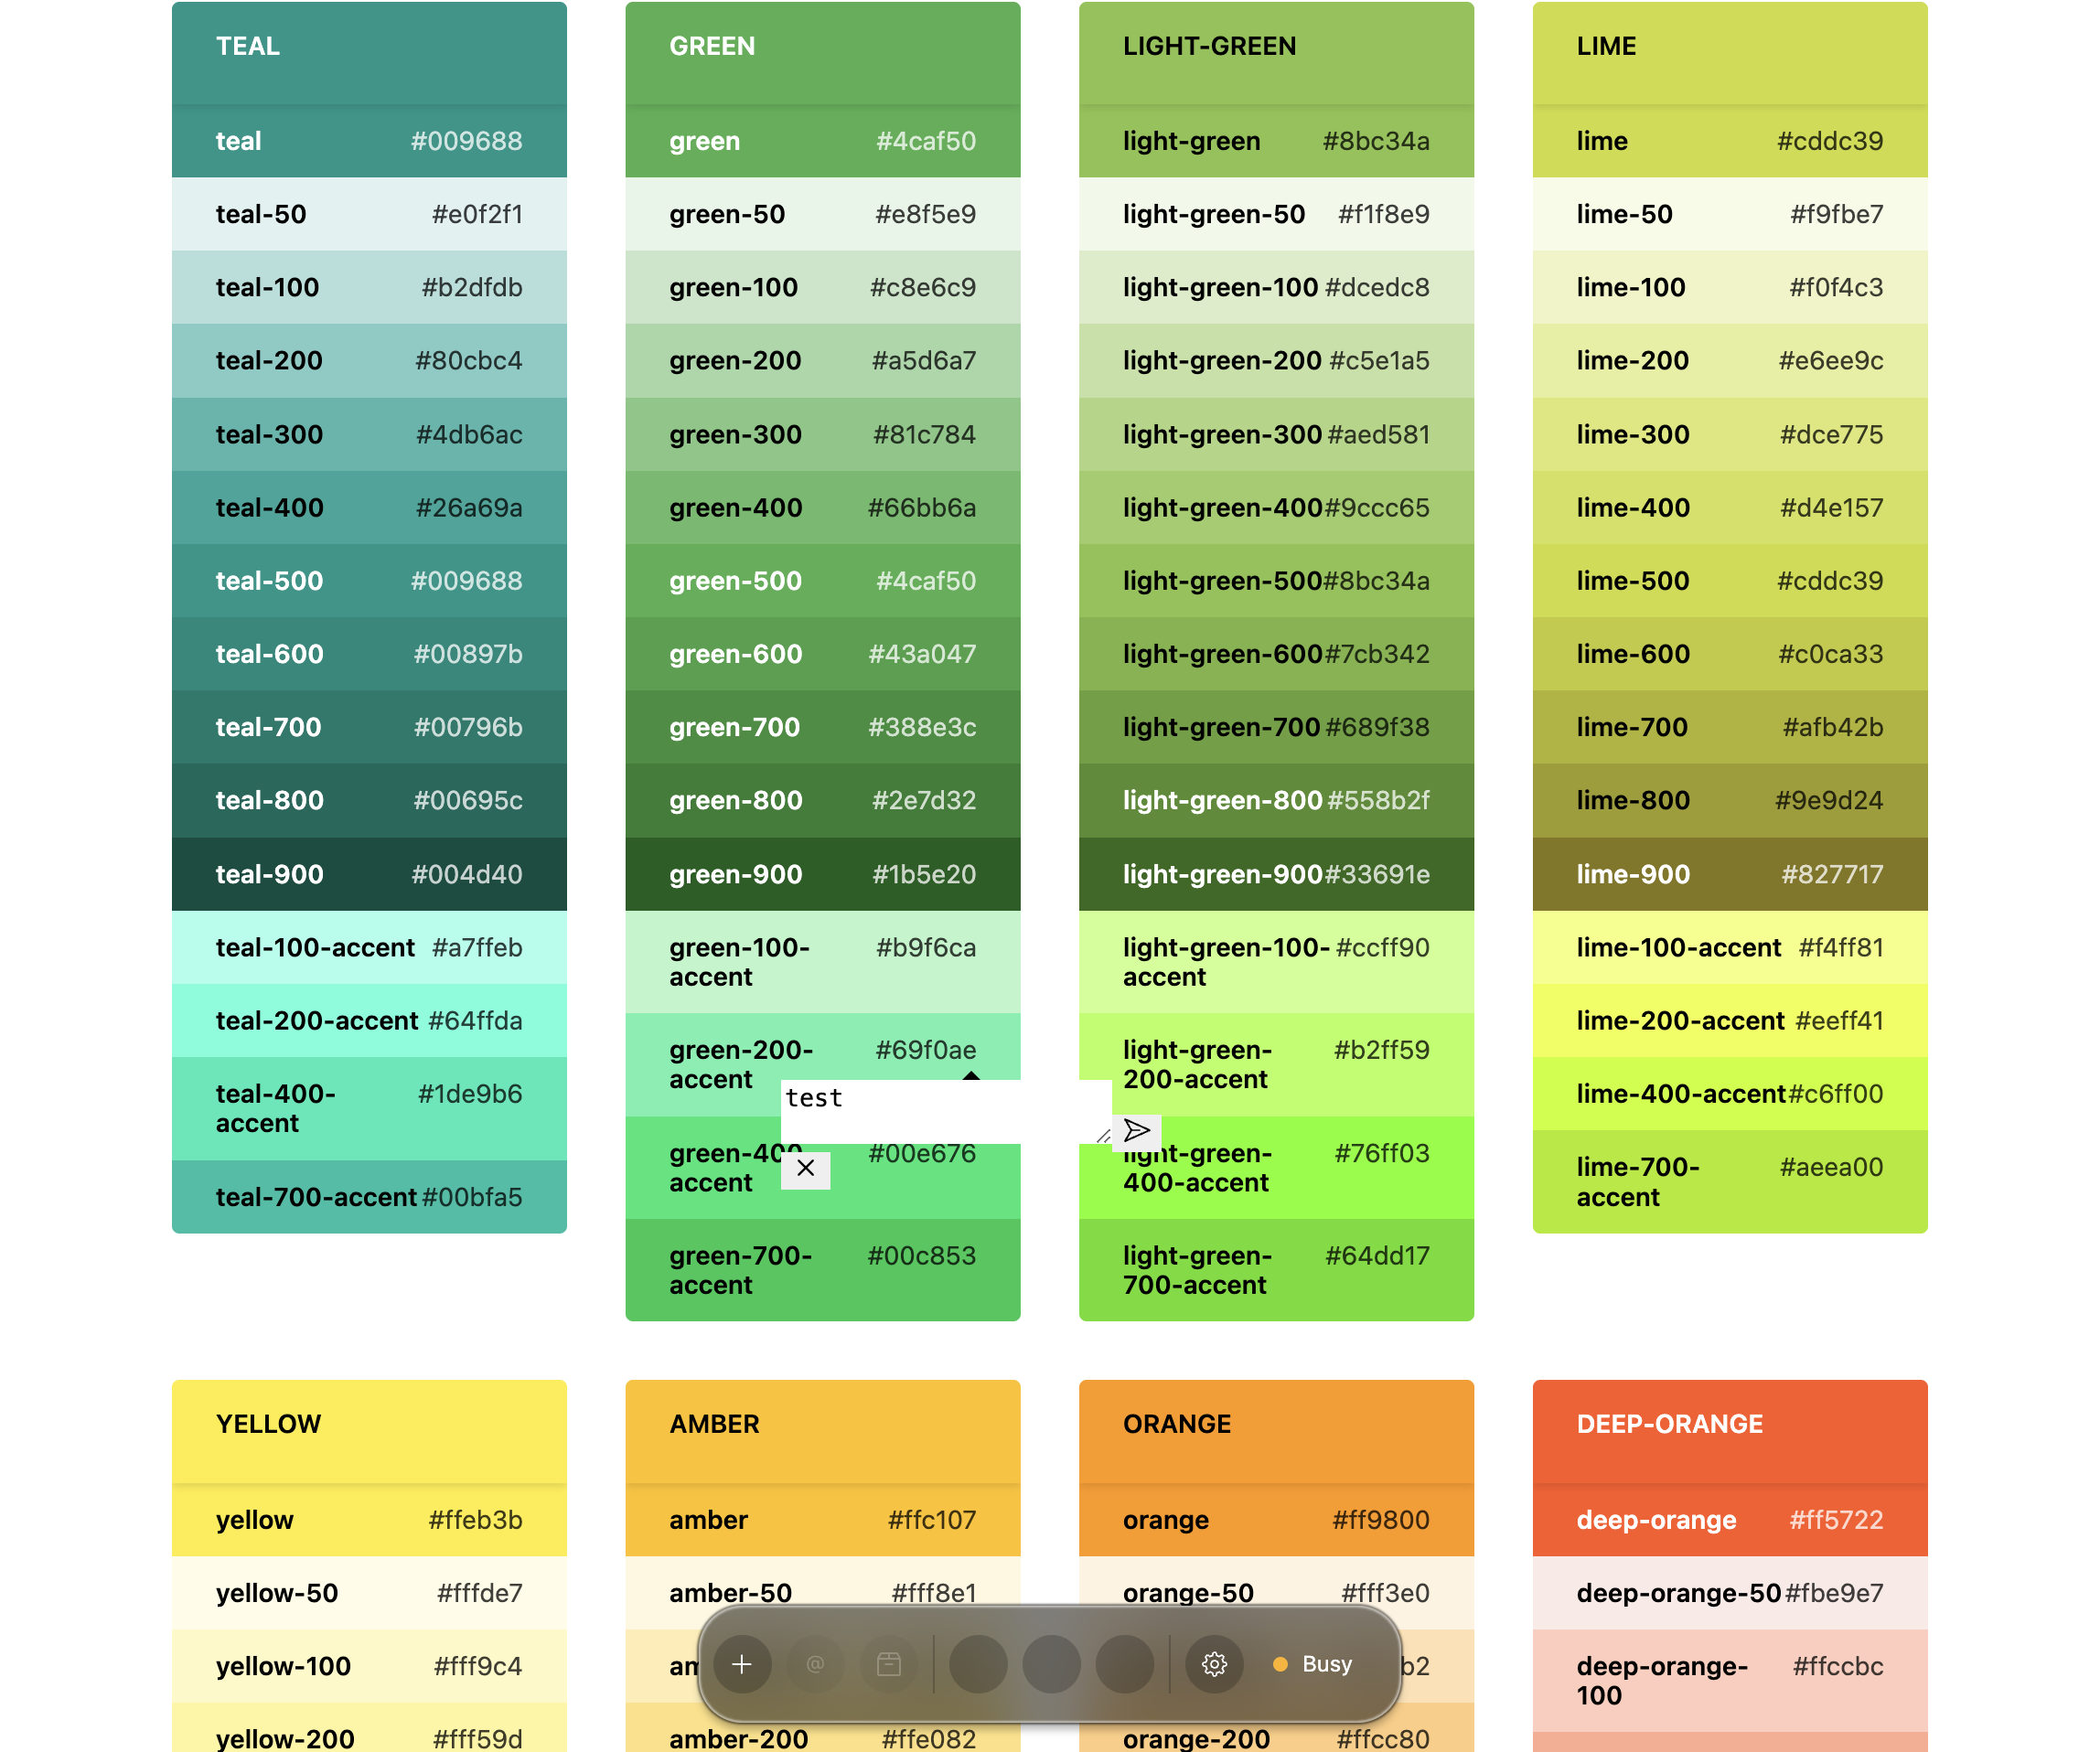 TEAL
teal #009688
teal-50 #e0f2f1
teal-100 #b2dfdb
teal-200 #80cbc4
teal-300 #4db6ac
teal-400 #26a69a
teal-500 #009688
teal-600 #00897b
teal-700 #00796b
teal-800 #00695c
teal-900 #004d40
teal-100-accent #a7ffeb
teal-200-accent #64ffda
teal-400- #1de9b6
accent
teal-700-accent #00bfa5
GREEN
green #4caf50
green-50 #e8f5e9
green-100 #c8e6c9
green-200 #a5d6a7
green-300 #81c784
green-400 #66bb6a
green-500 #4caf50
green-600 #43a047
green-700 #388e3c
green-800 #2e7d32
green-900 #1b5e20
green-100- #b9f6ca
accent
green-200- #69f0ae
accent
test
green-400 #00e676
accent
green-700- #00c853
accent
LIGHT-GREEN
light-green #8bc34a
light-green-50 #f1f8e9
light-green-100 #dcedc8
light-green-200 #c5e1a5
light-green-300 #aed581
light-green-400 #9ccc65
light-green-500 #8bc34a
light-green-600 #7cb342
light-green-700 #689f38
light-green-800 #558b2f
light-green-900 #33691e
light-green-100- #ccff90
accent
light-green- #b2ff59
200-accent
light-green- #76ff03
400-accent
light-green- #64dd17
700-accent
LIME
lime #cddc39
lime-50 #f9fbe7
lime-100 #f0f4c3
lime-200 #e6ee9c
lime-300 #dce775
lime-400 #d4e157
lime-500 #cddc39
lime-600 #c0ca33
lime-700 #afb42b
lime-800 #9e9d24
lime-900 #827717
lime-100-accent #f4ff81
lime-200-accent #eeff41
lime-400-accent #c6ff00
lime-700- #aeea00
accent
YELLOW
yellow #ffeb3b
yellow-50 #fffde7
yellow-100 #fff9c4
yellow-200 #fff59d
AMBER
amber #ffc107
amber-50 #fff8e1
am
amber-200 #ffe082
ORANGE
orange #ff9800
orange-50 #fff3e0
b2
orange-200 #ffcc80
DEEP-ORANGE
deep-orange #ff5722
deep-orange-50 #fbe9e7
deep-orange- #ffccbc
100
@
Busy